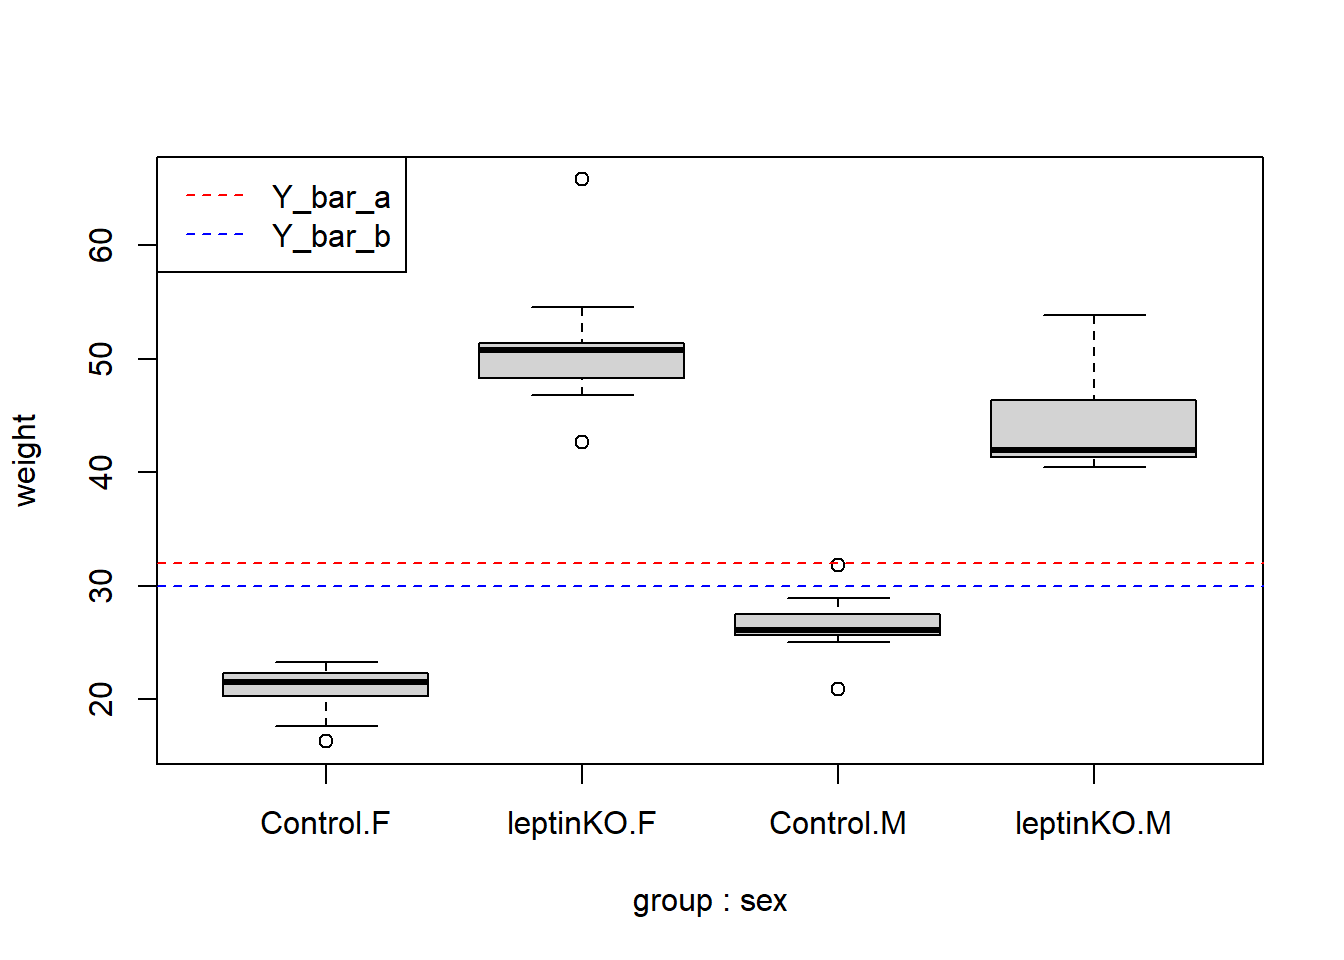 Y_bar_a
Y_bar_b
60
50
40
30
20
weight
Control.F leptinKO.F Control.M leptinKO.M
group : sex